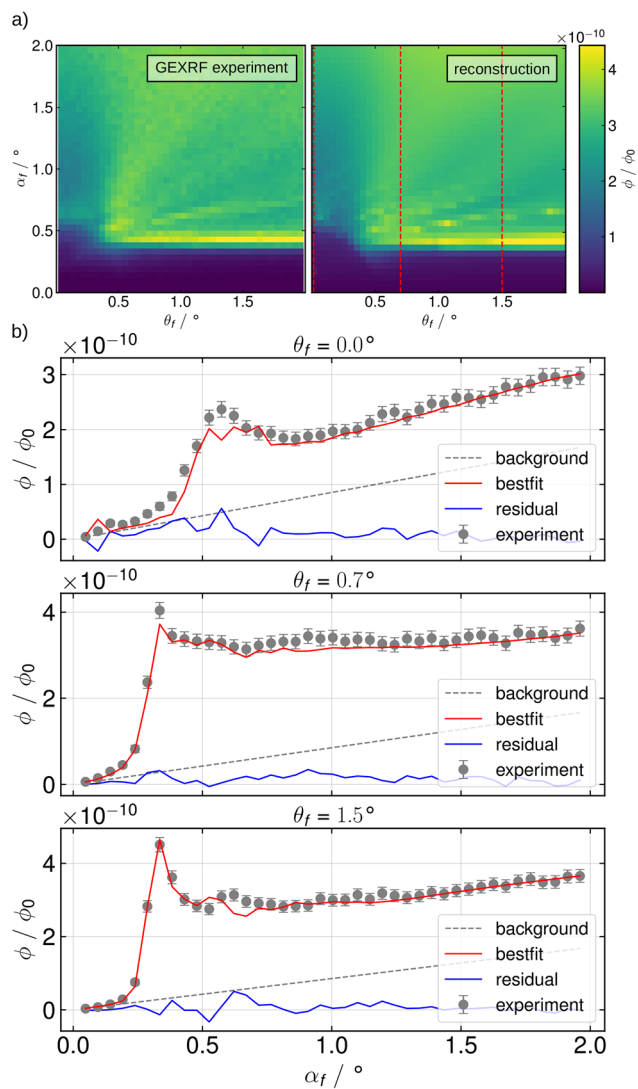 a)
×10⁻¹⁰
2.0
1.5
1.0
0.5
0.0
α_f / °
GEXRF experiment
reconstruction
4
3
2
1
ϕ / ϕ₀
0.5 1.0 1.5
0.5 1.0 1.5
θ_f / °
θ_f / °
b)
×10⁻¹⁰
θ_f = 0.0°
3
2
1
0
ϕ / ϕ₀
background
bestfit
residual
experiment
×10⁻¹⁰
θ_f = 0.7°
4
2
0
ϕ / ϕ₀
background
bestfit
residual
experiment
×10⁻¹⁰
θ_f = 1.5°
4
2
0
ϕ / ϕ₀
background
bestfit
residual
experiment
0.0 0.5 1.0 1.5 2.0
α_f / °